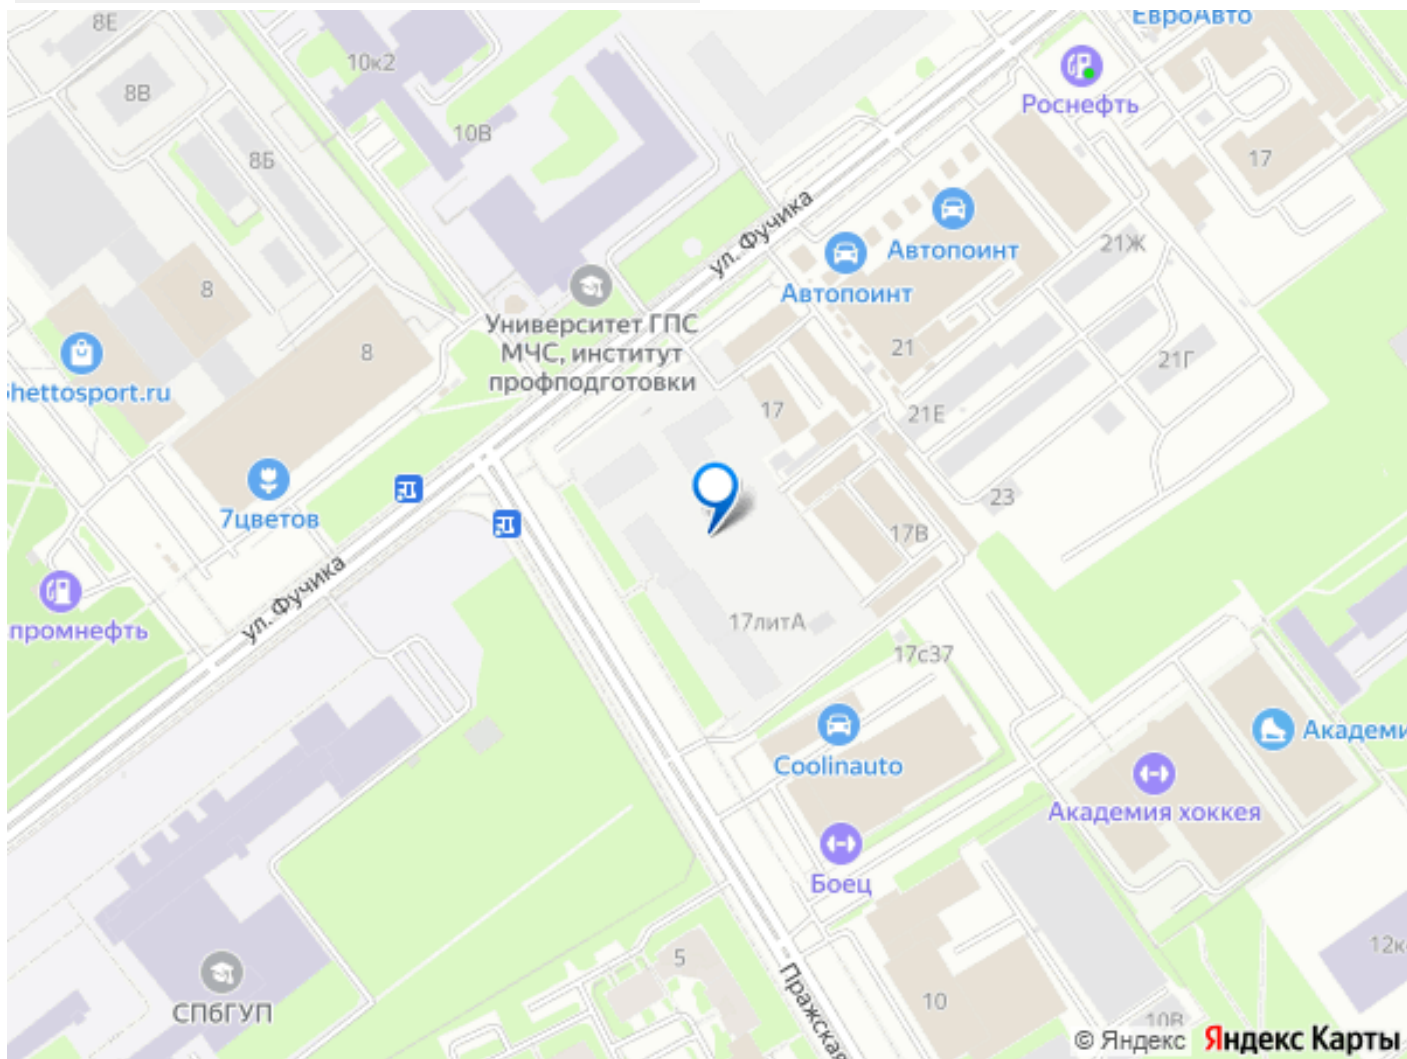 8Е
ЕвроАвто
10к2
8В
Роснефть
10В
8Б
17
ул. Фучика
Автопоинт
21Ж
Автопоинт
8
Университет ГПС
МЧС, институт
профподготовки
8
21
21Г
hettosport.ru
17
21Е
23
7цветов
17В
ул. Фучика
промнефть
17литА
17с37
Академи
Coolinauto
Академия хоккея
Боец
12к
5
СПбГУП
Пражская
10
10В
© Яндекс Яндекс Карты